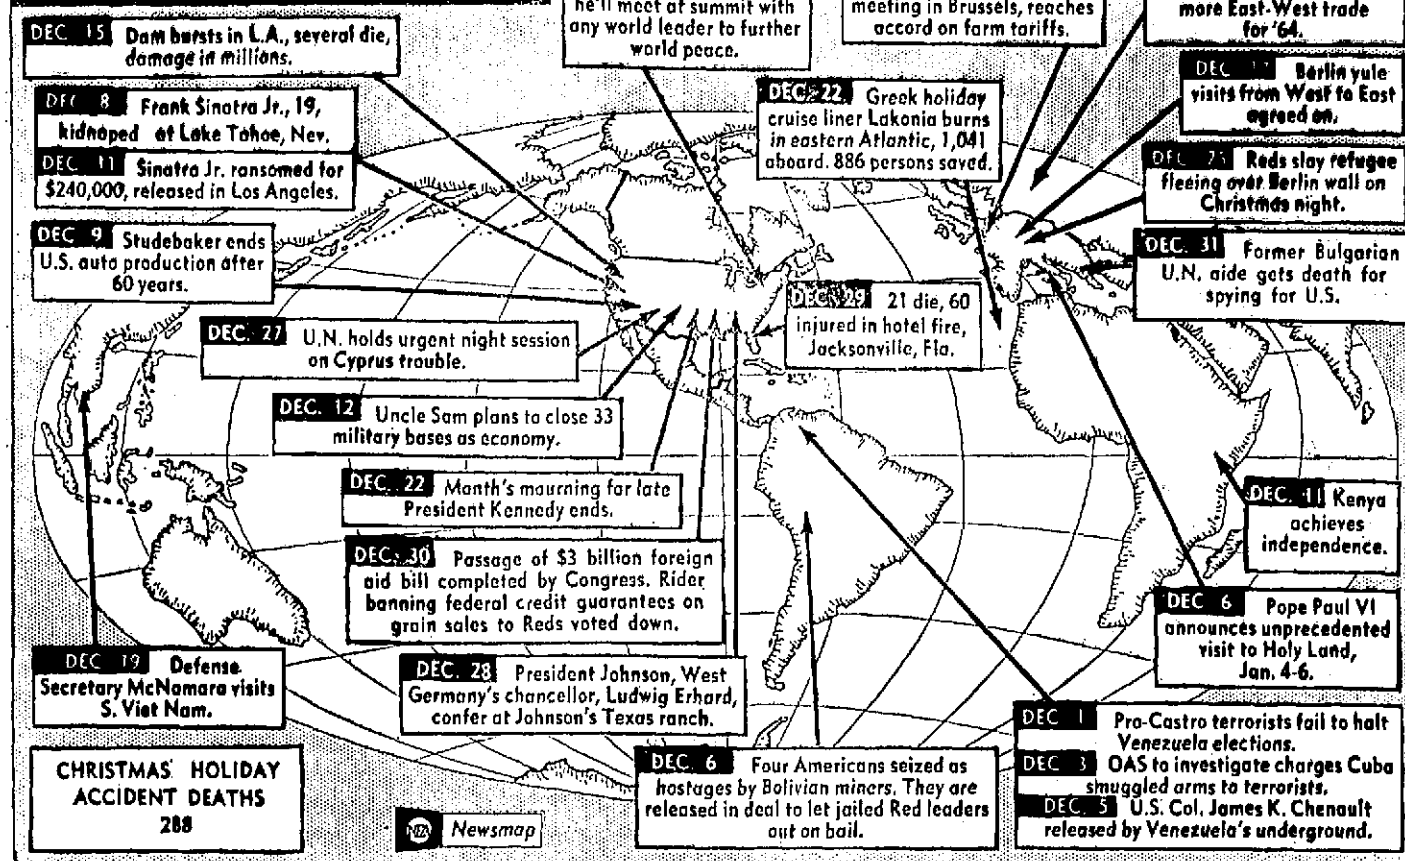 he'll meet at summit with
any world leader to further
world peace.
meeting in Brussels, reaches
accord on farm tariffs.
more East-West trade
for '64.
DEC. 15 Dam bursts in L.A., several die,
damage in millions.
DEC. 8 Frank Sinatra Jr., 19,
kidnaped at Lake Tahoe, Nev.
DEC. 11 Sinatra Jr. ransomed for
$240,000, released in Los Angeles.
DEC. 9 Studebaker ends
U.S. auto production after
60 years.
DEC. 22 Greek holiday
cruise liner Lakonia burns
in eastern Atlantic, 1,041
aboard. 886 persons saved.
DEC. Berlin yule
visits from West to East
agreed on.
DEC. 25 Reds slay refugee
fleeing over Berlin wall on
Christmas night.
DEC. 31 Former Bulgarian
U.N. aide gets death for
spying for U.S.
DEC. 29 21 die, 60
injured in hotel fire,
Jacksonville, Fla.
DEC. 27 U.N. holds urgent night session
on Cyprus trouble.
DEC. 12 Uncle Sam plans to close 33
military bases as economy.
DEC. 22 Month's mourning for late
President Kennedy ends.
DEC. 30 Passage of $3 billion foreign
aid bill completed by Congress. Rider
banning federal credit guarantees on
grain sales to Reds voted down.
DEC. 11 Kenya
achieves
independence.
DEC. 6 Pope Paul VI
announces unprecedented
visit to Holy Land,
Jan. 4-6.
DEC. 19 Defense
Secretary McNamara visits
S. Viet Nam.
DEC. 28 President Johnson, West
Germany's chancellor, Ludwig Erhard,
confer at Johnson's Texas ranch.
DEC. 1 Pro-Castro terrorists fail to halt
Venezuela elections.
DEC. 3 OAS to investigate charges Cuba
smuggled arms to terrorists.
DEC. 5 U.S. Col. James K. Chenault
released by Venezuela's underground.
DEC. 6 Four Americans seized as
hostages by Bolivian miners. They are
released in deal to let jailed Red leaders
out on bail.
CHRISTMAS HOLIDAY
ACCIDENT DEATHS
288
NEA Newsmap